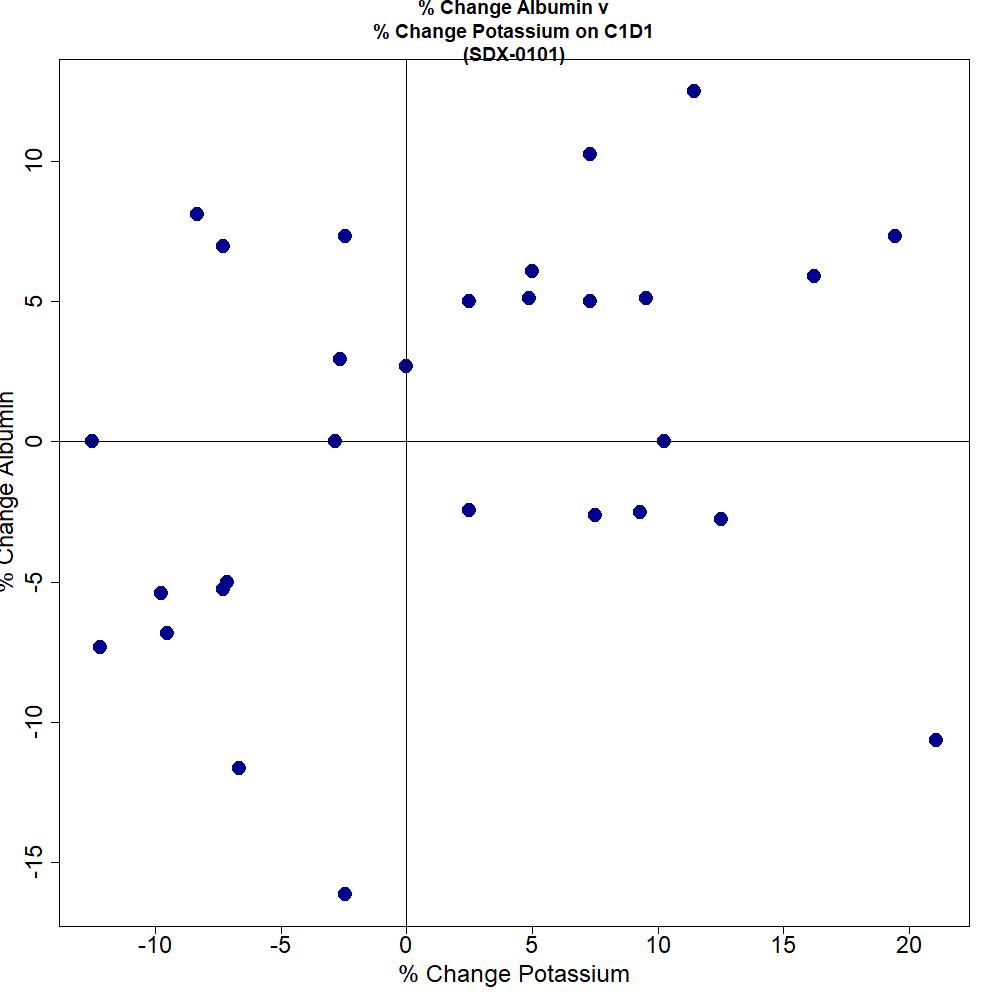 % Change Albumin v
% Change Potassium on C1D1
(SDX-0101)
% Change Albumin
10
5
0
-5
-10
-15
-10
-5
0
5
10
15
20
% Change Potassium